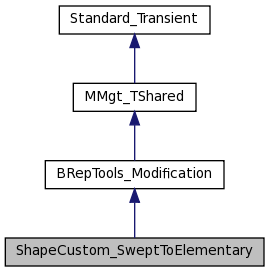 Standard_Transient
MMgt_TShared
BRepTools_Modification
ShapeCustom_SweptToElementary